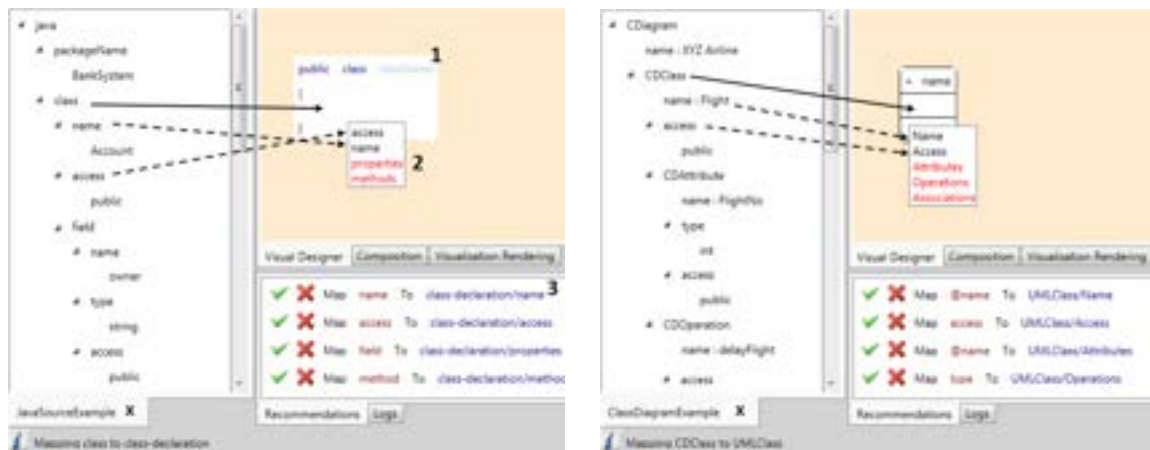 java
packageName
BankSystem
class
name
Account
access
public
field
name
owner
type
string
access
public
JavaSourceExample X
Mapping class to class-declaration
1
public class className
{
}
access
name
properties
methods
2
Visual Designer Composition Visualisation Rendering
Map name To class-declaration/name 3
Map access To class-declaration/access
Map field To class-declaration/properties
Map method To class-declaration/metho
Recommendations Logs
CDiagram
name : XYZ Airline
CDClass
name : Flight
access
public
CDAttribute
name : FlightNo
type
int
access
public
CDOperation
name : delayFlight
access
ClassDiagramExample X
Mapping CDClass to UMLClass
name
Name
Access
Attributes
Operations
Associations
Visual Designer Composition Visualisation Rendering
Map @name To UMLClass/Name
Map access To UMLClass/Access
Map @name To UMLClass/Attributes
Map type To UMLClass/Operations
Recommendations Logs